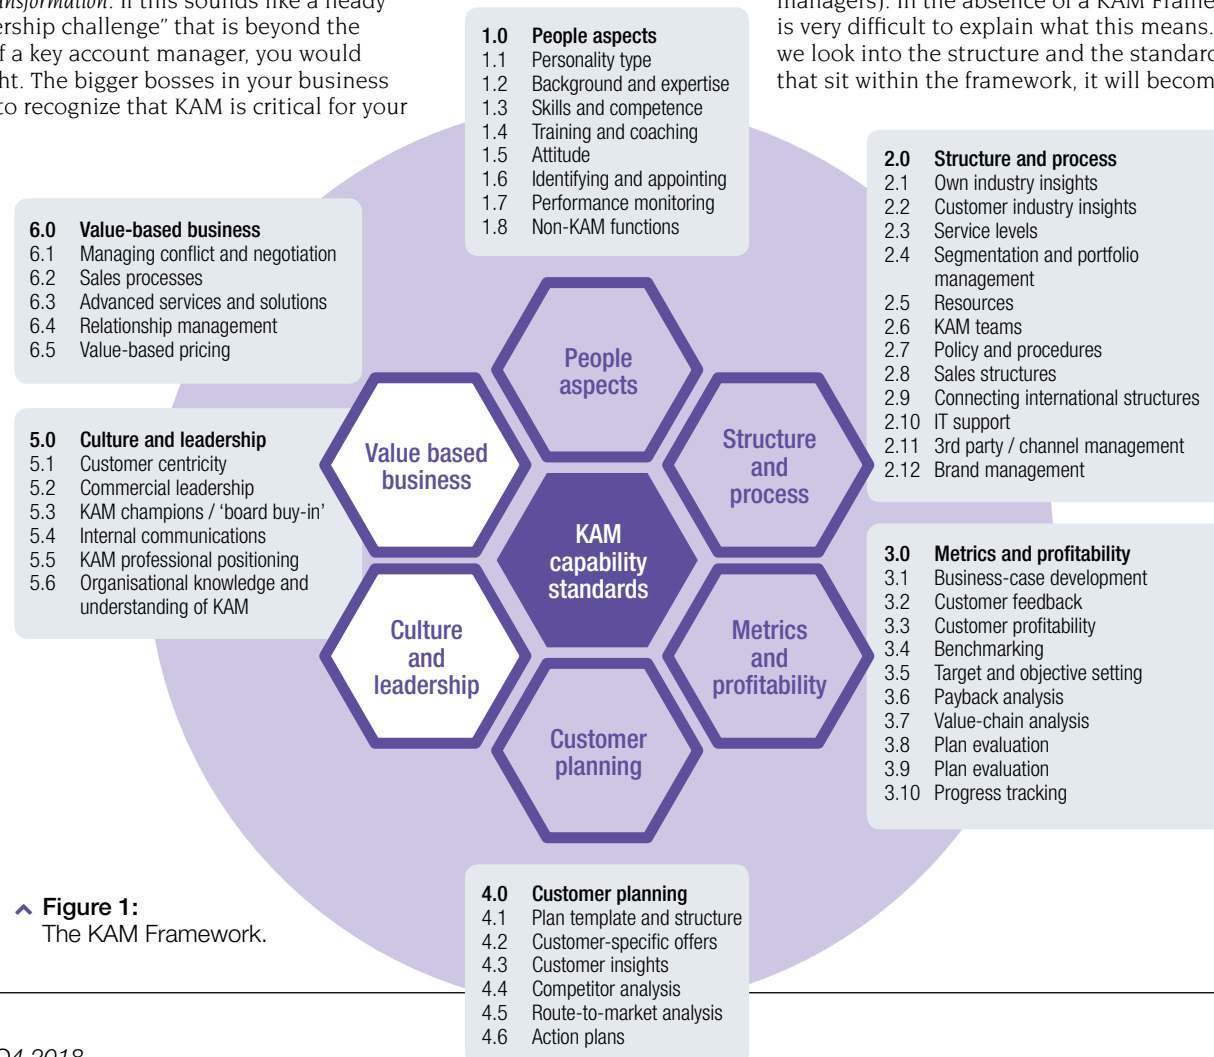 ansformation. If this sounds like a heady
ership challenge” that is beyond the
f a key account manager, you would
ht. The bigger bosses in your business
to recognize that KAM is critical for your
managers). In the absence of a KAM Frame
is very difficult to explain what this means.
we look into the structure and the standard
that sit within the framework, it will becom
1.0 People aspects
1.1 Personality type
1.2 Background and expertise
1.3 Skills and competence
1.4 Training and coaching
1.5 Attitude
1.6 Identifying and appointing
1.7 Performance monitoring
1.8 Non-KAM functions
2.0 Structure and process
2.1 Own industry insights
2.2 Customer industry insights
2.3 Service levels
2.4 Segmentation and portfolio
management
2.5 Resources
2.6 KAM teams
2.7 Policy and procedures
2.8 Sales structures
2.9 Connecting international structures
2.10 IT support
2.11 3rd party / channel management
2.12 Brand management
6.0 Value-based business
6.1 Managing conflict and negotiation
6.2 Sales processes
6.3 Advanced services and solutions
6.4 Relationship management
6.5 Value-based pricing
5.0 Culture and leadership
5.1 Customer centricity
5.2 Commercial leadership
5.3 KAM champions / ‘board buy-in’
5.4 Internal communications
5.5 KAM professional positioning
5.6 Organisational knowledge and
understanding of KAM
People
aspects
Value based
business
Structure
and
process
KAM
capability
standards
Culture
and
leadership
Metrics
and
profitability
Customer
planning
3.0 Metrics and profitability
3.1 Business-case development
3.2 Customer feedback
3.3 Customer profitability
3.4 Benchmarking
3.5 Target and objective setting
3.6 Payback analysis
3.7 Value-chain analysis
3.8 Plan evaluation
3.9 Plan evaluation
3.10 Progress tracking
4.0 Customer planning
4.1 Plan template and structure
4.2 Customer-specific offers
4.3 Customer insights
4.4 Competitor analysis
4.5 Route-to-market analysis
4.6 Action plans
Figure 1:
The KAM Framework.
Q4 2018